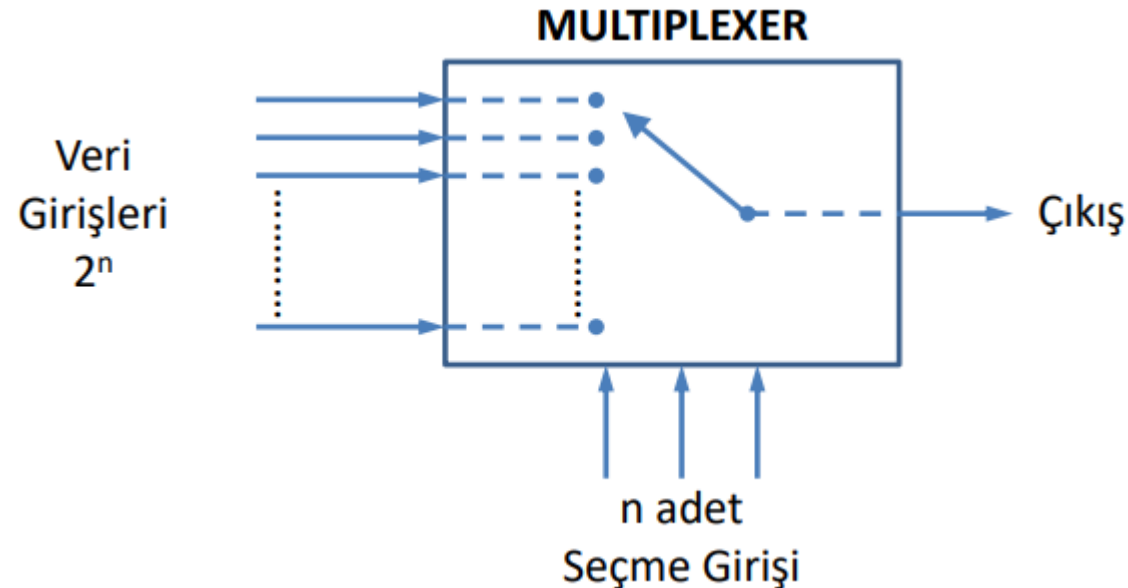 MULTIPLEXER
Veri
Girişleri
2ⁿ
Çıkış
n adet
Seçme Girişi